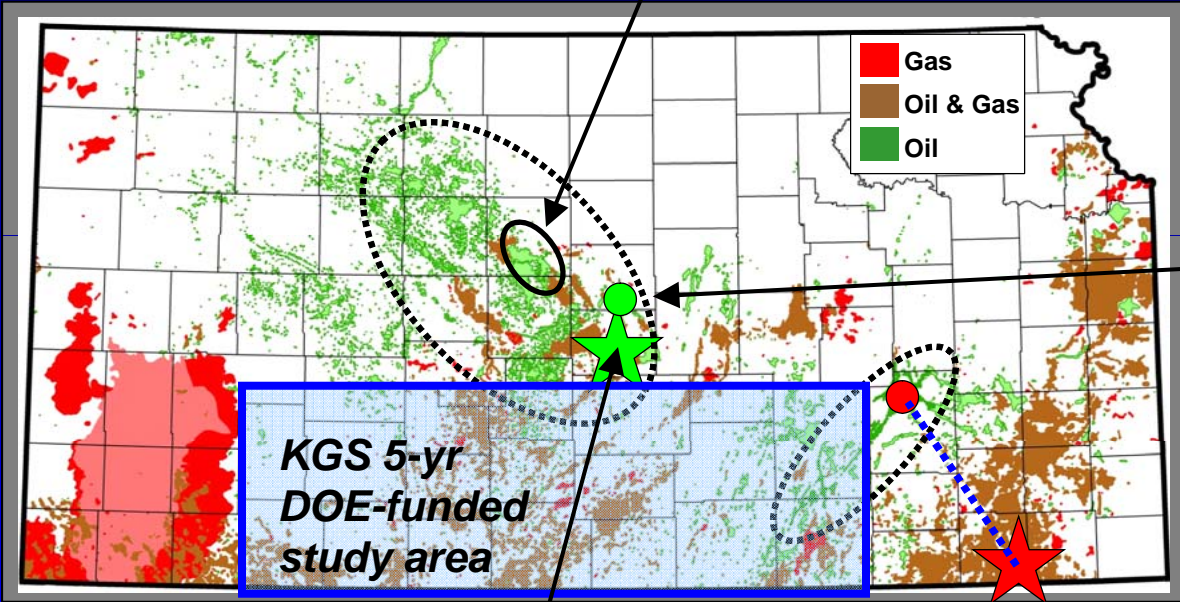 Gas
Oil & Gas
Oil
KGS 5-yr
DOE-funded
study area